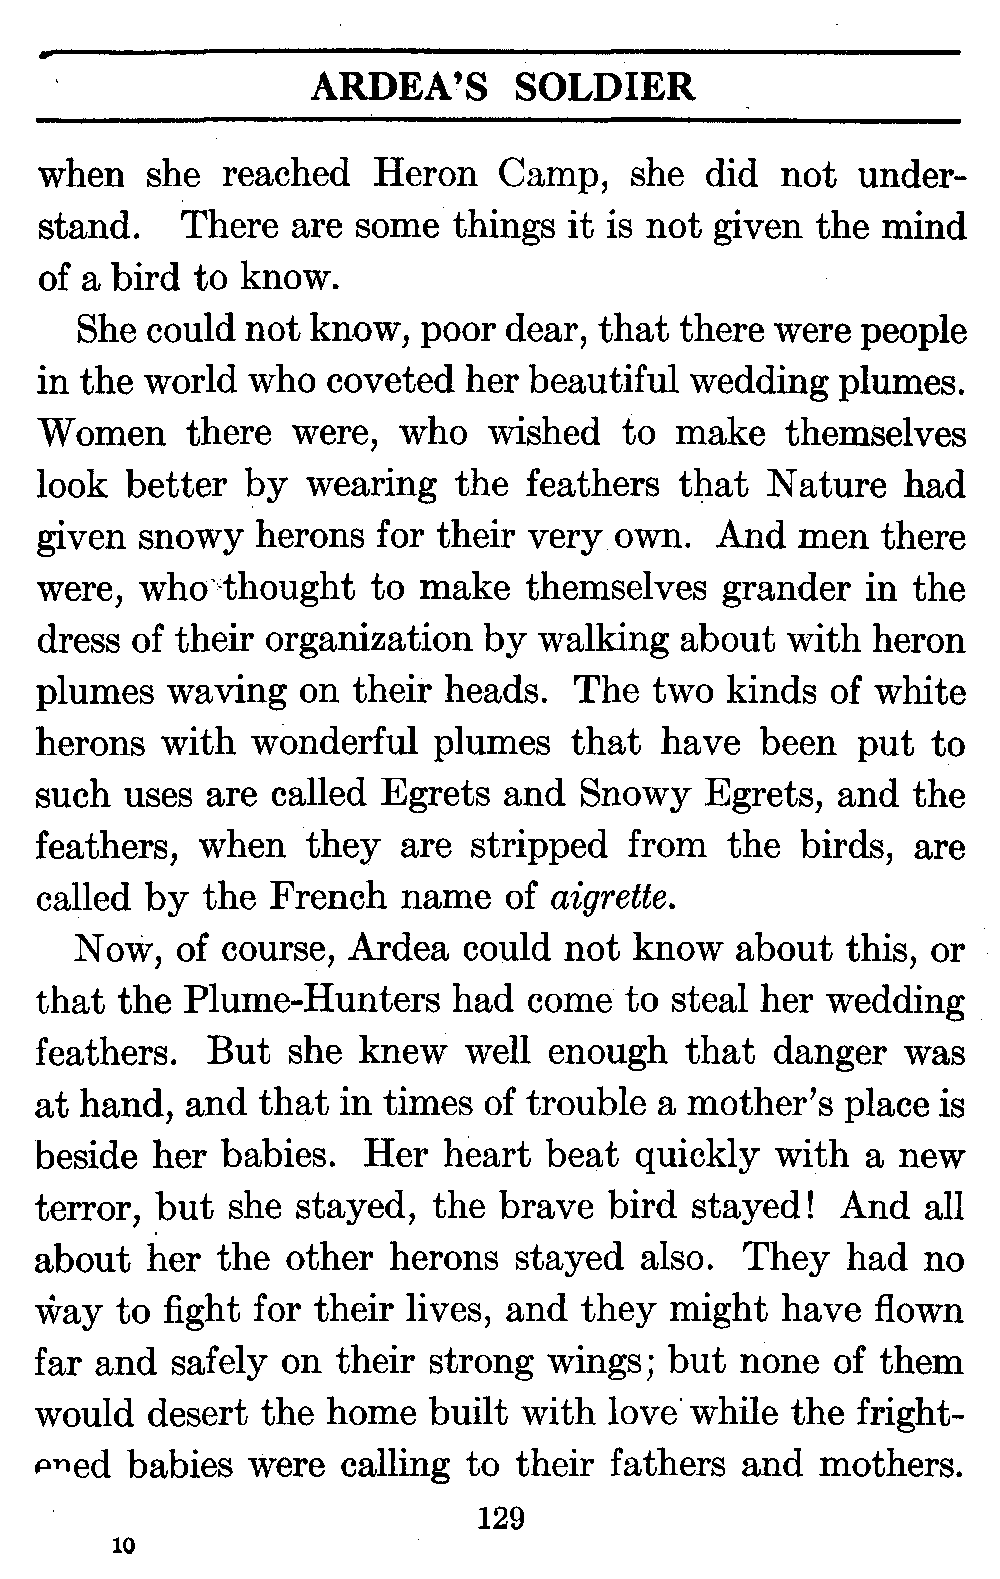 ARDEA'S SOLDIER
when she reached Heron Camp, she did not under-
stand. There are some things it is not given the mind
of a bird to know.
She could not know, poor dear, that there were people
in the world who coveted her beautiful wedding plumes.
Women there were, who wished to make themselves
look better by wearing the feathers that Nature had
given snowy herons for their very own. And men there
were, who thought to make themselves grander in the
dress of their organization by walking about with heron
plumes waving on their heads. The two kinds of white
herons with wonderful plumes that have been put to
such uses are called Egrets and Snowy Egrets, and the
feathers, when they are stripped from the birds, are
called by the French name of aigrette.
Now, of course, Ardea could not know about this, or
that the Plume-Hunters had come to steal her wedding
feathers. But she knew well enough that danger was
at hand, and that in times of trouble a mother's place is
beside her babies. Her heart beat quickly with a new
terror, but she stayed, the brave bird stayed! And all
about her the other herons stayed also. They had no
way to fight for their lives, and they might have flown
far and safely on their strong wings; but none of them
would desert the home built with love while the fright-
ened babies were calling to their fathers and mothers.
129
10